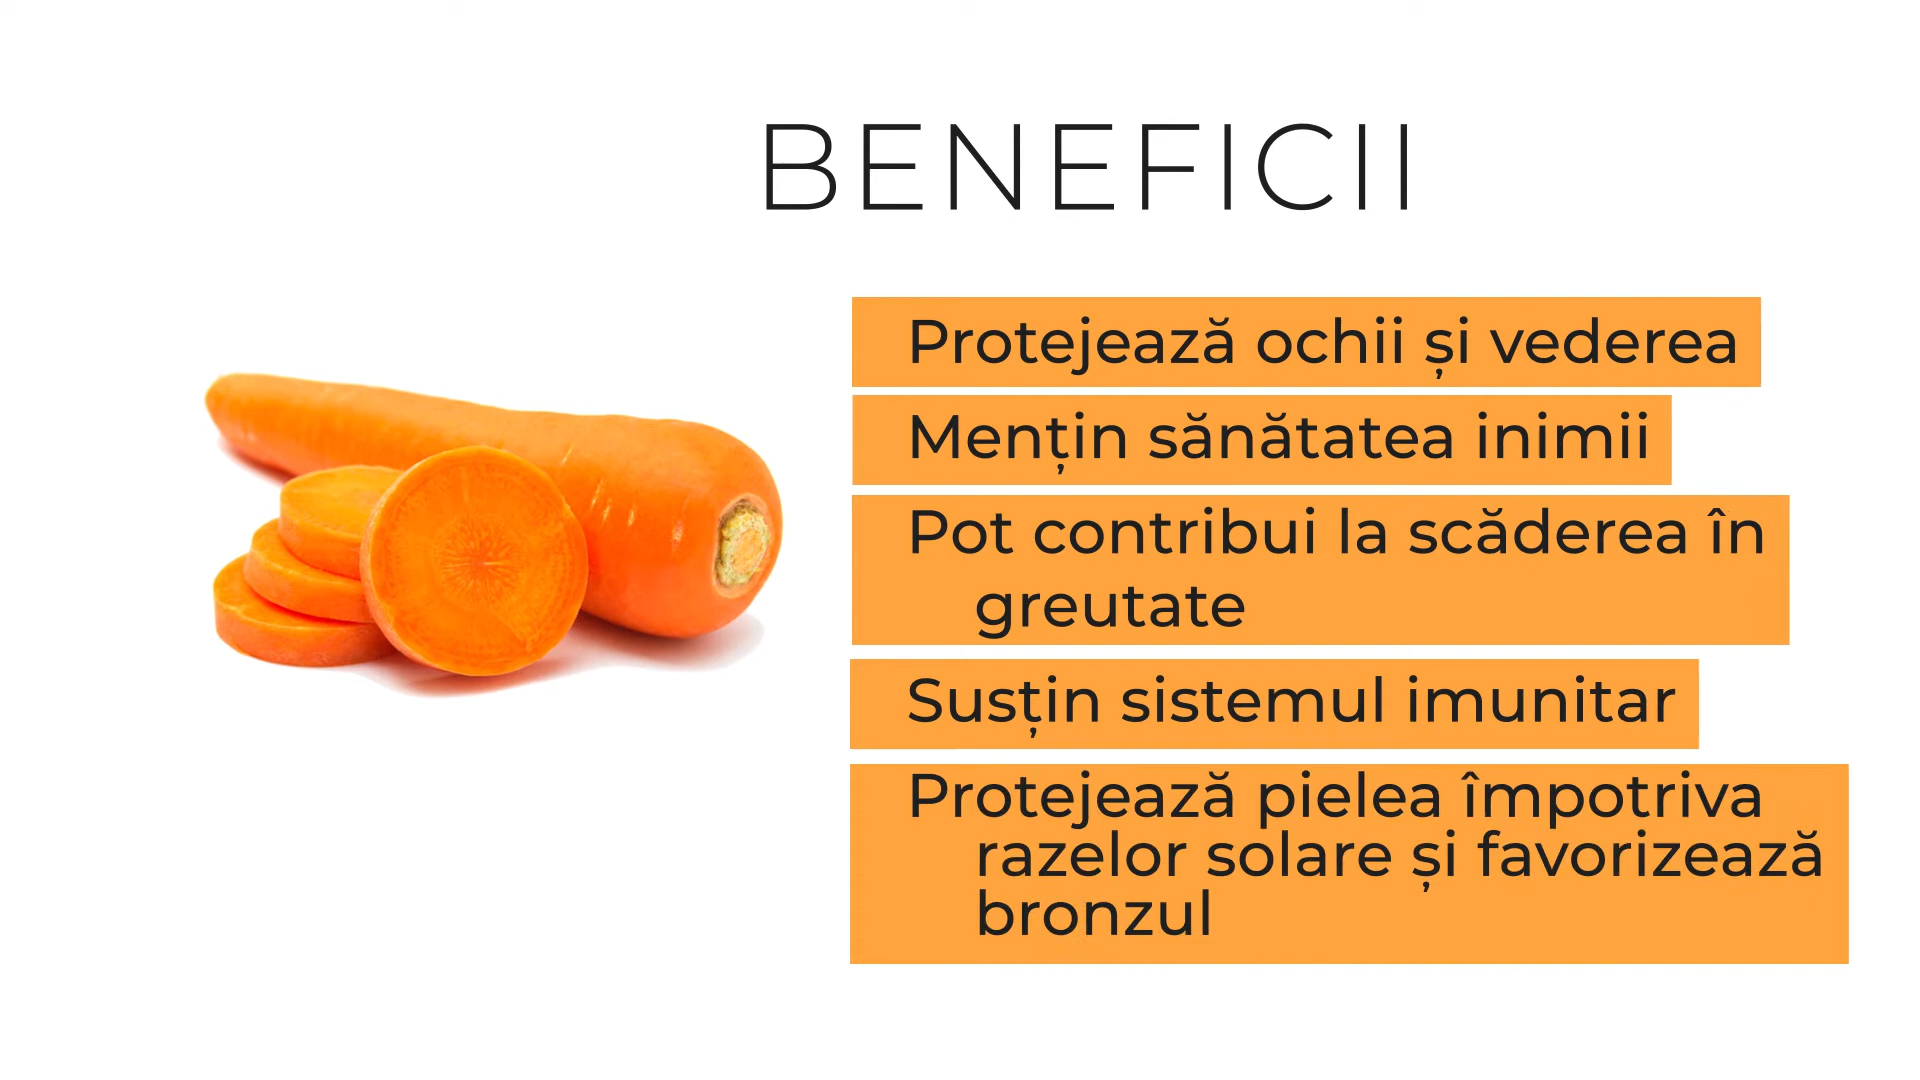 BENEFICII
Protejează ochii și vederea
Mențin sănătatea inimii
Pot contribui la scăderea în
greutate
Susțin sistemul imunitar
Protejează pielea împotriva
razelor solare și favorizează
bronzul